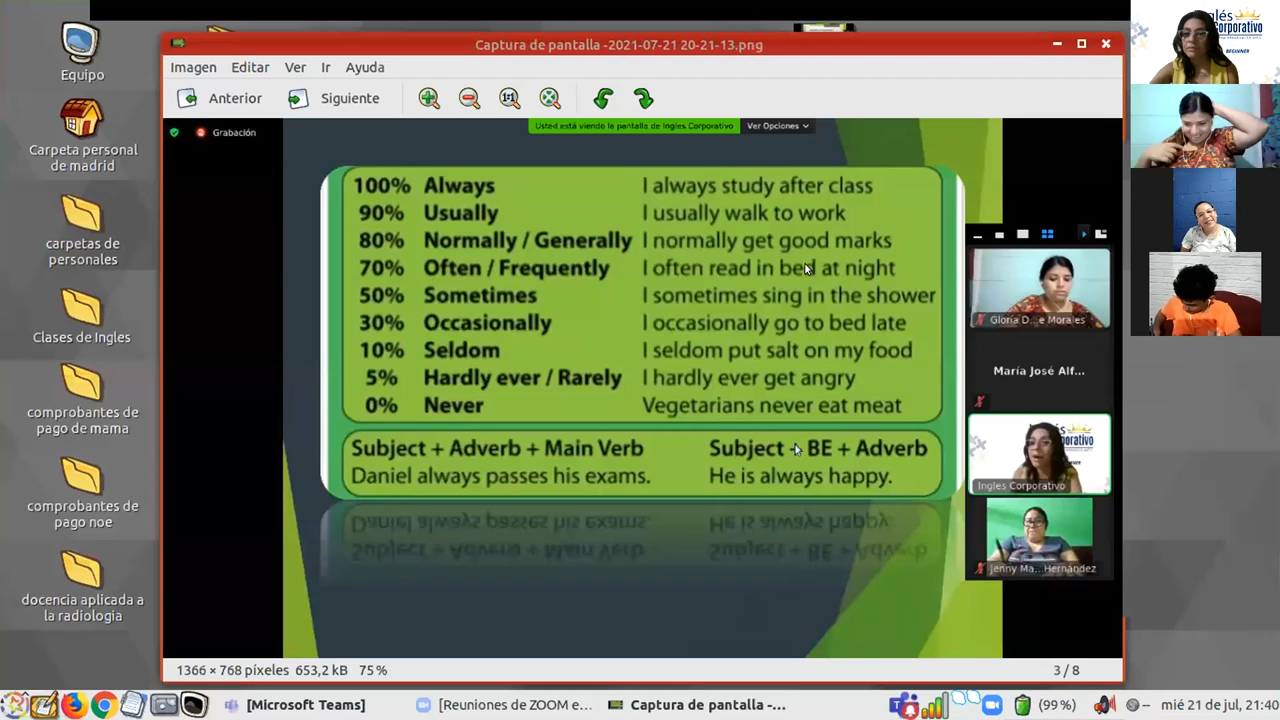 Equipo
Carpeta personal
de madrid
carpetas de
personales
Clases de Ingles
comprobantes de
pago de mama
comprobantes de
pago noe
docencia aplicada a
la radiologia
Captura de pantalla -2021-07-21 20-21-13.png
Imagen Editar Ver Ir Ayuda
Anterior Siguiente
Grabación
Usted está viendo la pantalla de Ingles Corporativo
Ver Opciones
100% Always I always study after class
90% Usually I usually walk to work
80% Normally / Generally I normally get good marks
70% Often / Frequently I often read in bed at night
50% Sometimes I sometimes sing in the shower
30% Occasionally I occasionally go to bed late
10% Seldom I seldom put salt on my food
5% Hardly ever / Rarely I hardly ever get angry
0% Never Vegetarians never eat meat
Subject + Adverb + Main Verb Subject + BE + Adverb
Daniel always passes his exams. He is always happy.
Gloria D...e Morales
María José Alf...
Ingles Corporativo
Jenny Ma...Hernández
Corporativo
BEGINNER
1366 × 768 píxeles 653,2 kB 75%
3 / 8
[Microsoft Teams]
[Reuniones de ZOOM e...
Captura de pantalla -...
(99 %)
mié 21 de jul, 21:40